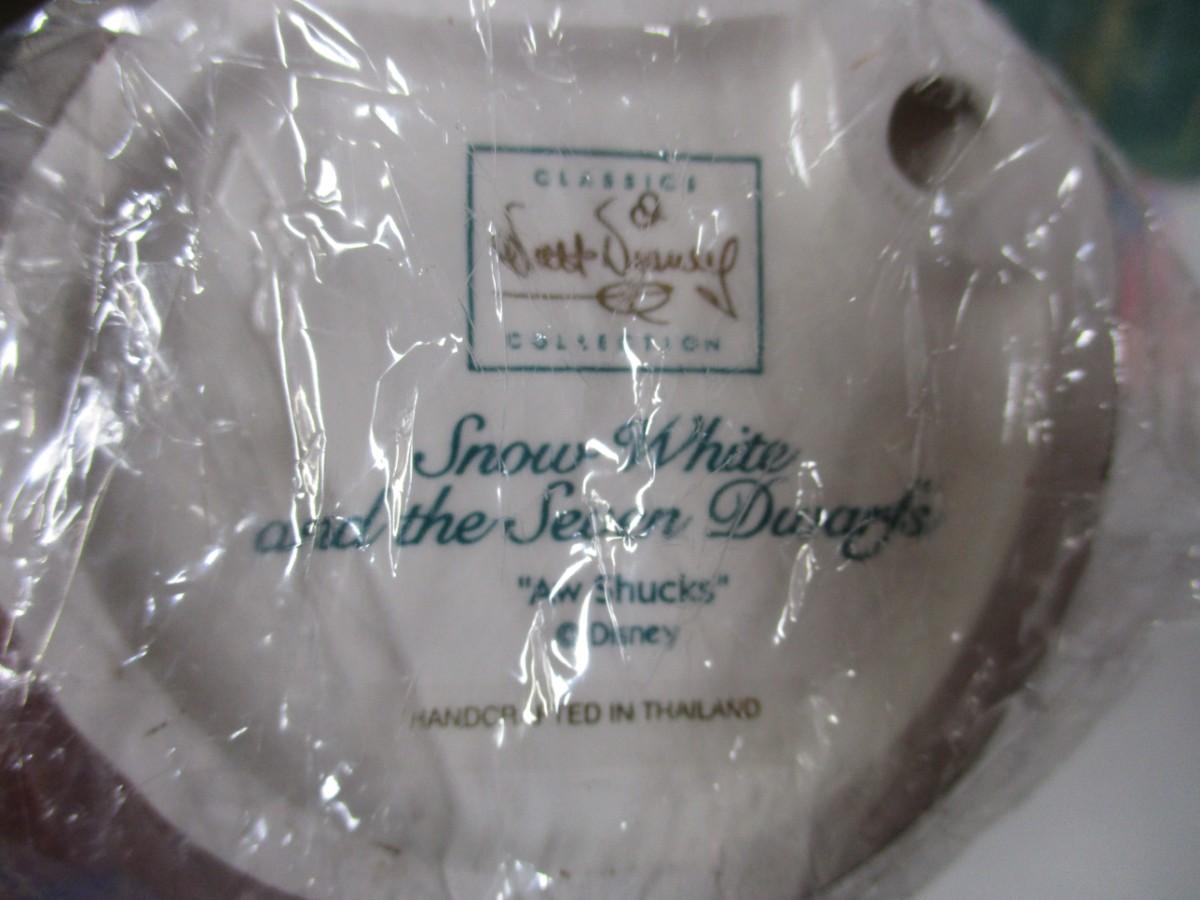 CLASSICS
Walt Disney
COLLECTION
Snow White
and the Seven Dwarfs
"Aw Shucks"
© Disney
HANDCRAFTED IN THAILAND